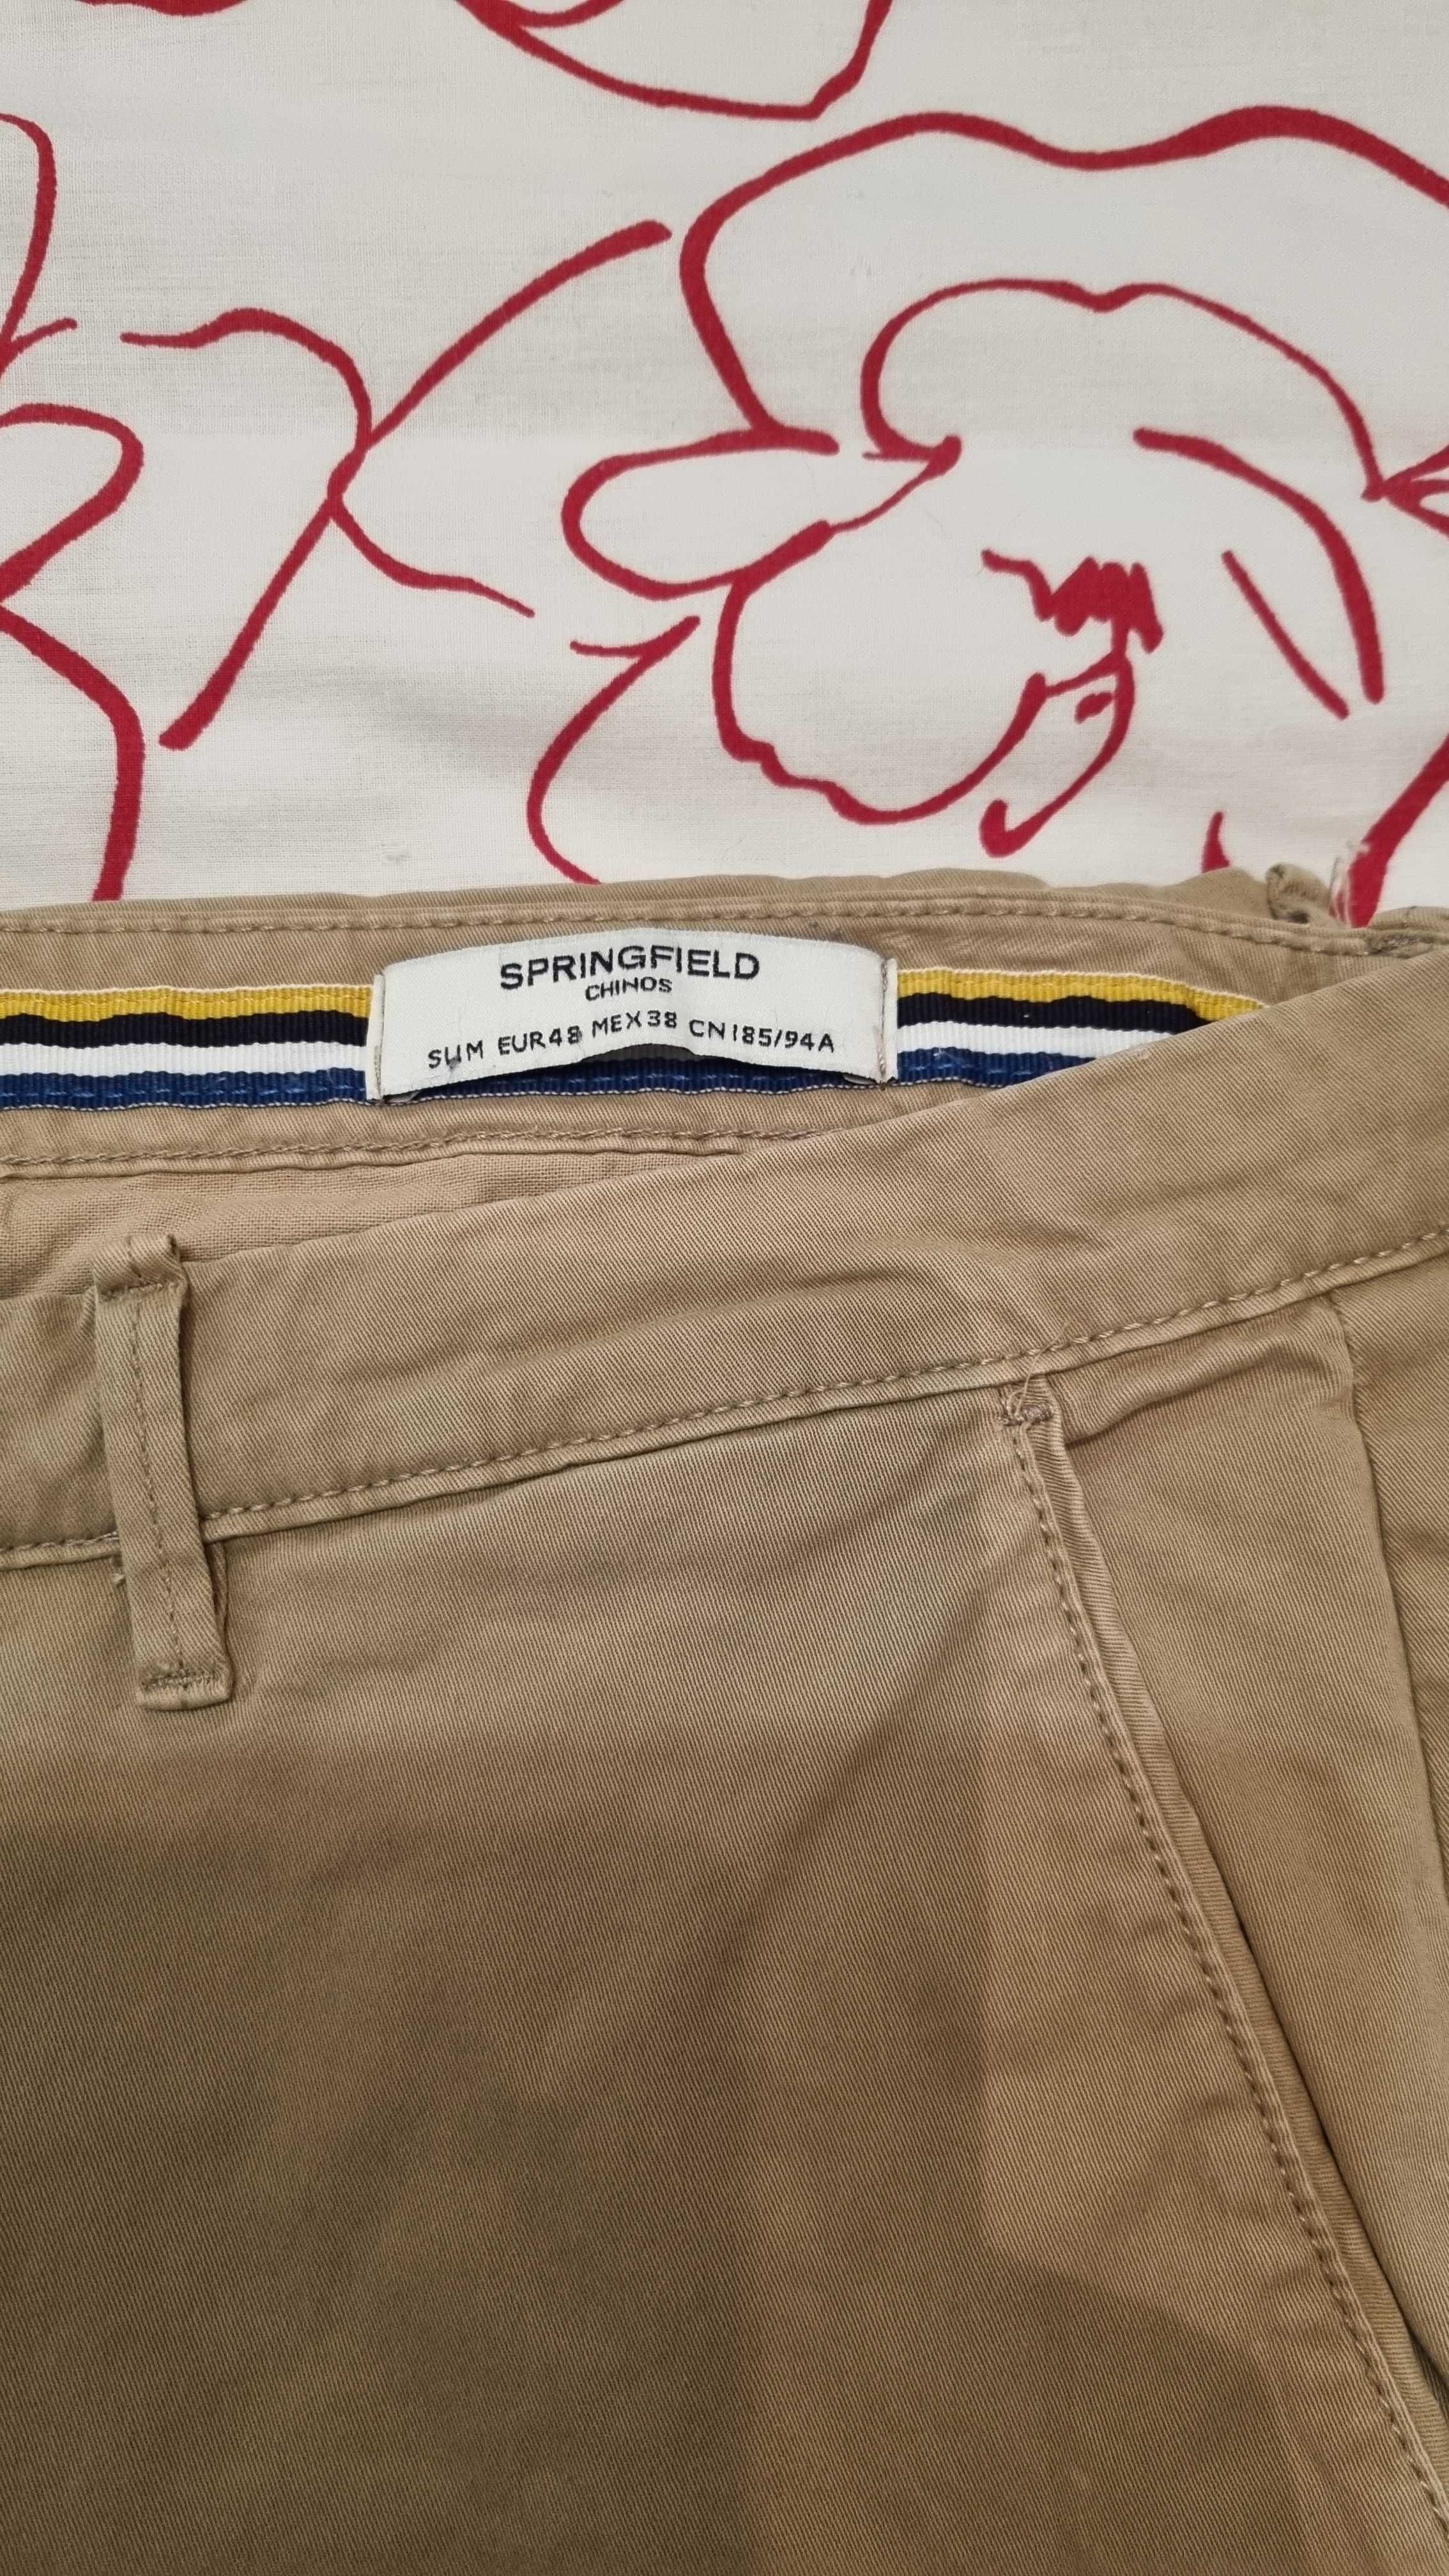 SPRINGFIELD
CHINOS
SLIM EUR48 MEX38 CN185/94A